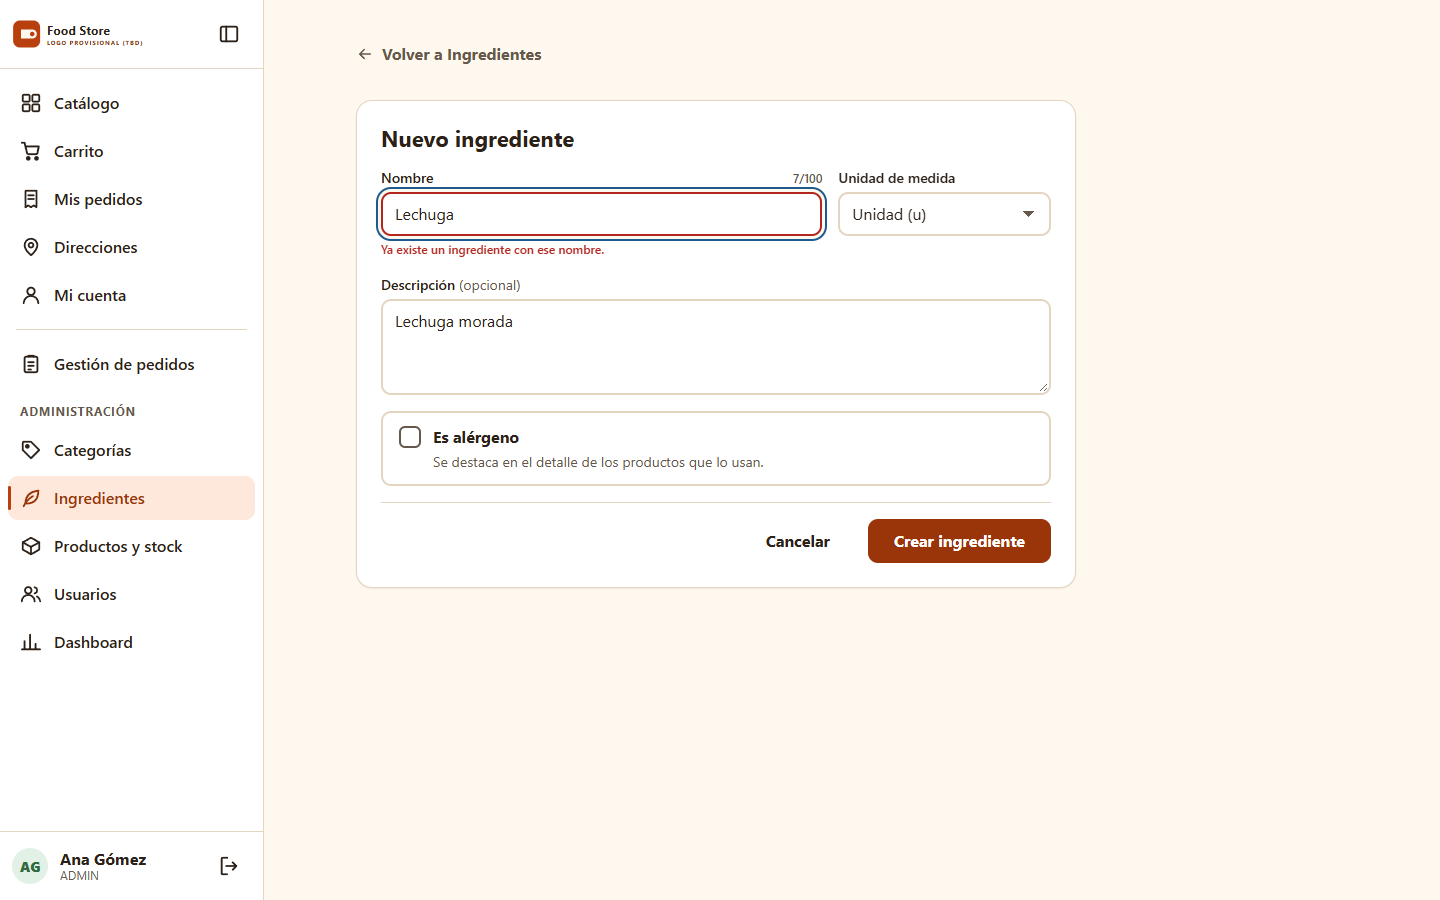 Food Store
LOGO PROVISIONAL (TBD)
Catálogo
Carrito
Mis pedidos
Direcciones
Mi cuenta
Gestión de pedidos
ADMINISTRACIÓN
Categorías
Ingredientes
Productos y stock
Usuarios
Dashboard
AG
Ana Gómez
ADMIN
Volver a Ingredientes
Nuevo ingrediente
Nombre 7/100 Unidad de medida
Lechuga Unidad (u)
Ya existe un ingrediente con ese nombre.
Descripción (opcional)
Lechuga morada
Es alérgeno
Se destaca en el detalle de los productos que lo usan.
Cancelar Crear ingrediente